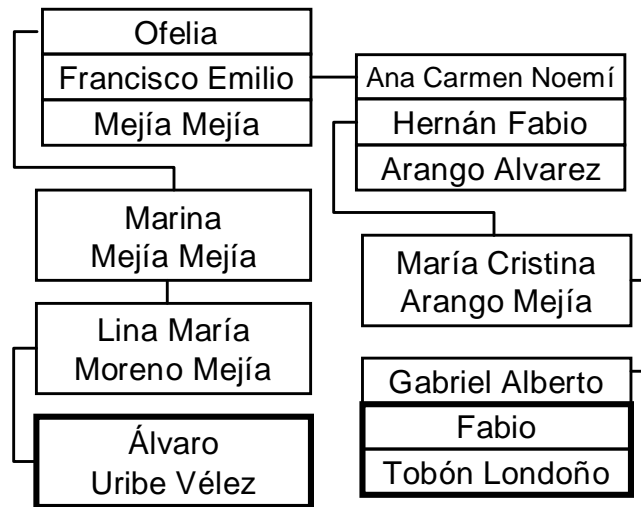 Ofelia
Francisco Emilio
Mejía Mejía
Ana Carmen Noemí
Hernán Fabio
Arango Alvarez
Marina
Mejía Mejía
María Cristina
Arango Mejía
Lina María
Moreno Mejía
Gabriel Alberto
Fabio
Tobón Londoño
Álvaro
Uribe Vélez